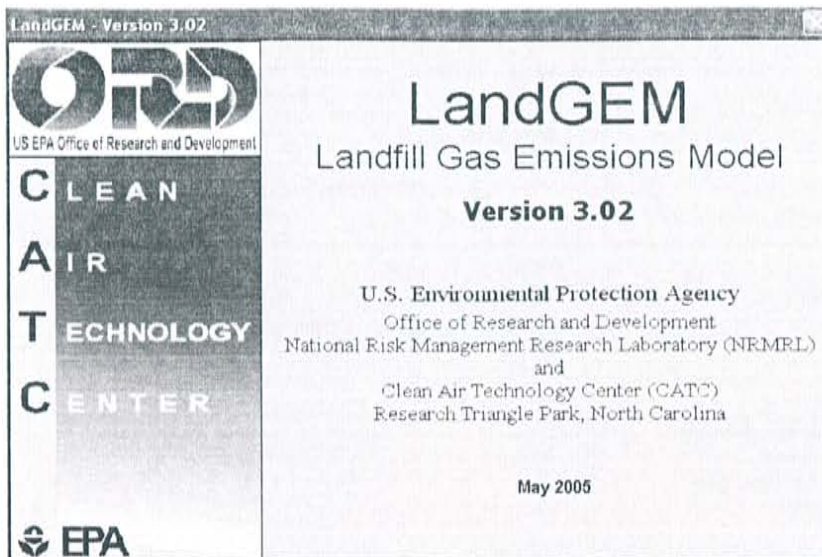 LandGEM - Version 3.02
ORD
US EPA Office of Research and Development
CLEAN
AIR
TECHNOLOGY
CENTER
EPA
LandGEM
Landfill Gas Emissions Model
Version 3.02
U.S. Environmental Protection Agency
Office of Research and Development
National Risk Management Research Laboratory (NRMRL)
and
Clean Air Technology Center (CATC)
Research Triangle Park, North Carolina
May 2005